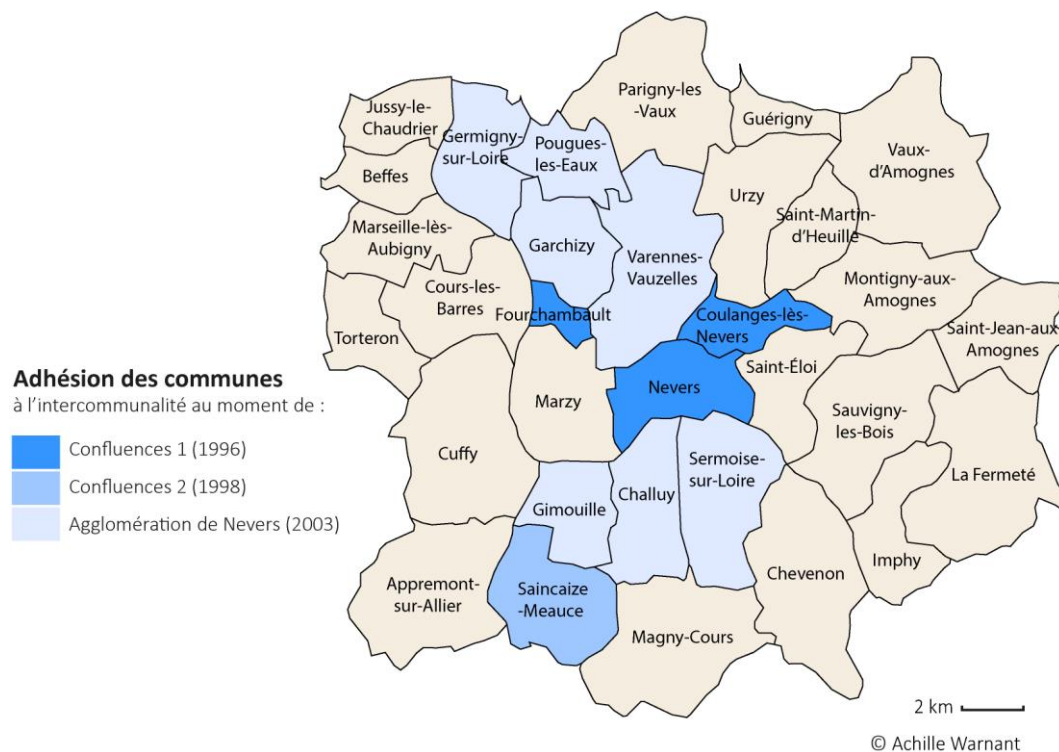 Parigny-les
-Vaux
Jussy-le-
Chaudrier
Guérigny
Germigny-
sur-Loire
Pougues-
les-Eaux
Vaux-
d'Amognes
Beffes
Urzy
Saint-Martin-
d'Heuille
Marseille-lès-
Aubigny
Garchizy
Varennes-
Vauzelles
Montigny-aux-
Amognes
Cours-les-
Barres
Fourchambault
Coulanges-lès-
Nevers
Saint-Jean-aux
Amognes
Torteron
Saint-Éloi
Adhésion des communes
à l'intercommunalité au moment de :
Confluences 1 (1996)
Confluences 2 (1998)
Agglomération de Nevers (2003)
Nevers
Marzy
Sauvigny-
les-Bois
Cuffy
Sermoise-
sur-Loire
La Fermeté
Challuy
Gimouille
Imphy
Chevenon
Appremont-
sur-Allier
Saincaize
-Meauce
Magny-Cours
2 km
© Achille Warnant